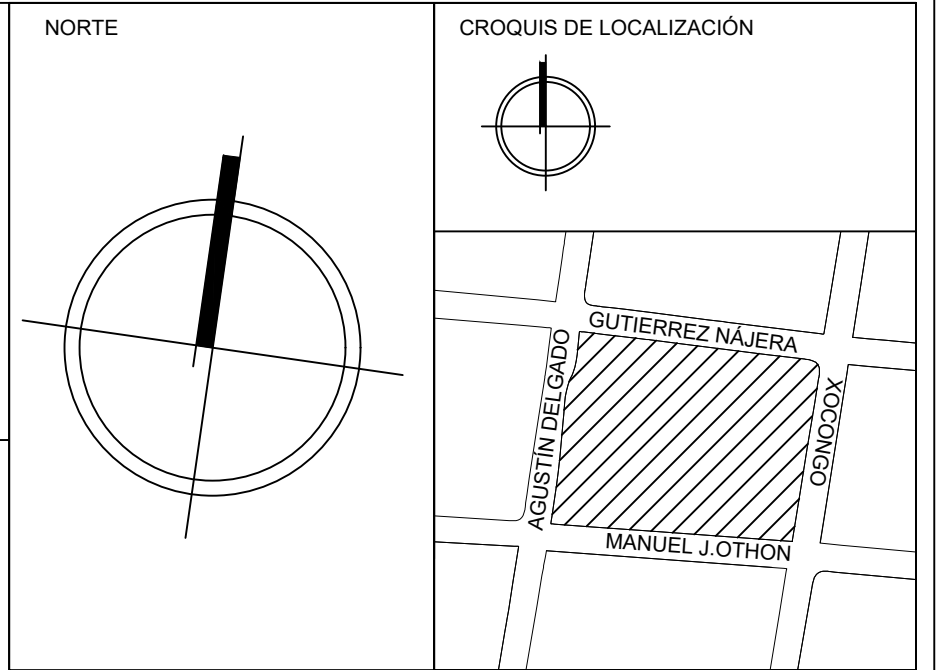 NORTE
CROQUIS DE LOCALIZACIÓN
GUTIERREZ NÁJERA
AGUSTÍN DELGADO
XOCONGO
MANUEL J.OTHON